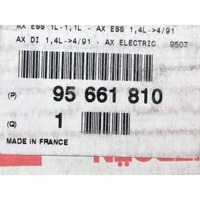 AX ESS 1L-1,1L - AX ESS 1,4L->4/91
AX DI 1,4L->4/91 - AX ELECTRIC 9507
(P) 95 661 810
(Q) 1
MADE IN FRANCE